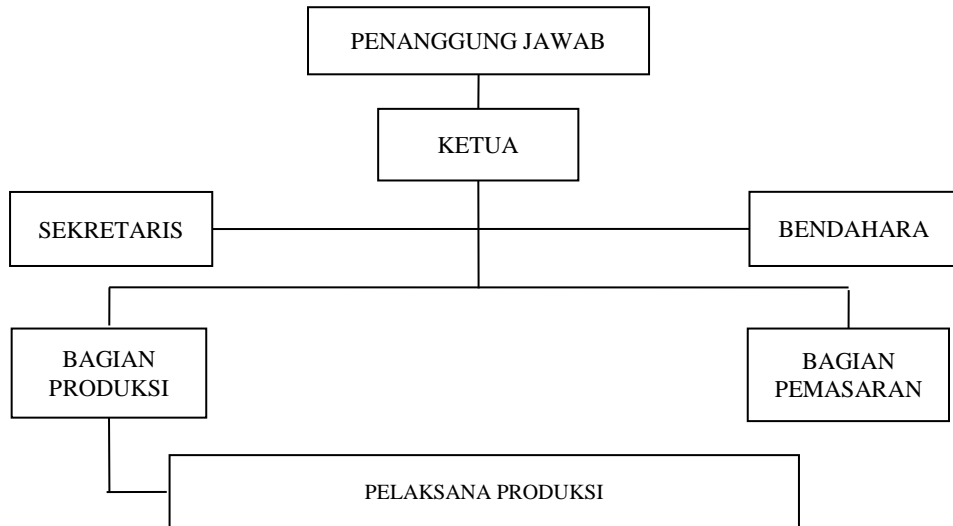 PENANGGUNG JAWAB
KETUA
SEKRETARIS
BENDAHARA
BAGIAN
PRODUKSI
BAGIAN
PEMASARAN
PELAKSANA PRODUKSI